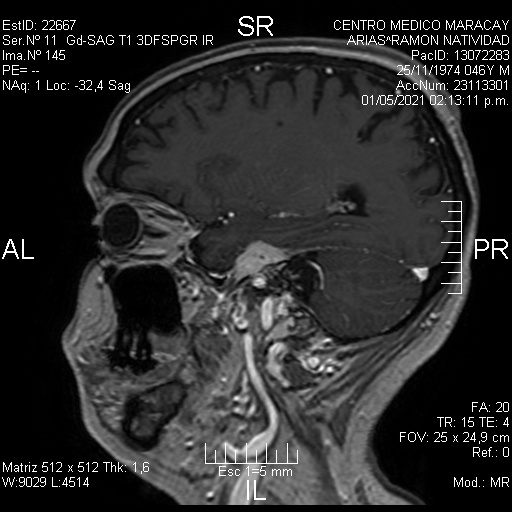 EstID: 22667
Ser.Nº 11 Gd-SAG T1 3DFSPGR IR
Ima.Nº 145
PE= --
NAq: 1 Loc: -32,4 Sag
SR
CENTRO MEDICO MARACAY
ARIAS^RAMON NATIVIDAD
PacID: 13072283
25/11/1974 046Y M
AccNum: 23113301
01/05/2021 02:13:11 p.m.
AL
PR
Matriz 512 x 512 Thk: 1,6
W:9029 L:4514
Esc 1=5 mm
IL
FA: 20
TR: 15 TE: 4
FOV: 25 x 24,9 cm
Ref.: 0
Mod.: MR